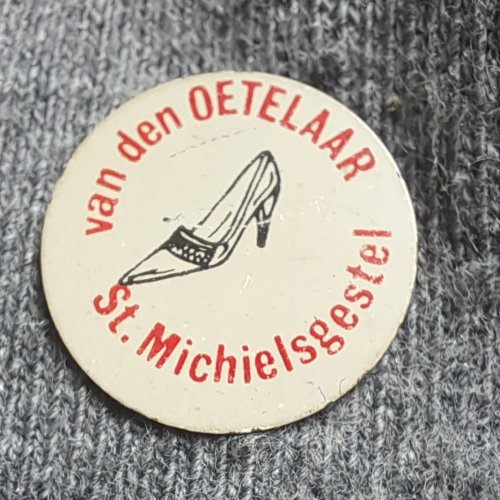 van den OETELAAR
St. Michielsgestel